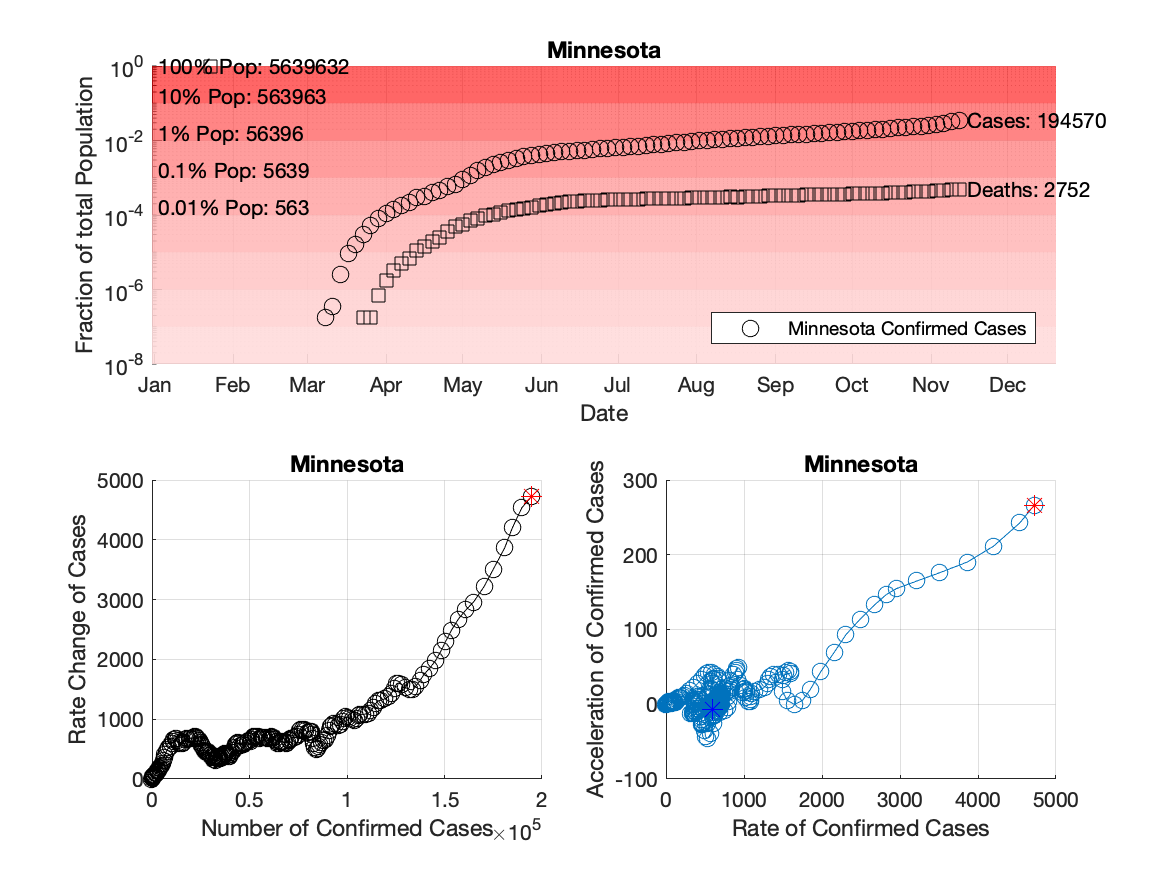 Minnesota
Fraction of total Population
10^0
10^-2
10^-4
10^-6
10^-8
100% Pop: 5639632
10% Pop: 563963
1% Pop: 56396
0.1% Pop: 5639
0.01% Pop: 563
Cases: 194570
Deaths: 2752
Minnesota Confirmed Cases
Jan Feb Mar Apr May Jun Jul Aug Sep Oct Nov Dec
Date
Minnesota
Rate Change of Cases
5000
4000
3000
2000
1000
0
0 0.5 1 1.5 2
Number of Confirmed Cases ×10^5
Minnesota
Acceleration of Confirmed Cases
300
200
100
0
-100
0 1000 2000 3000 4000 5000
Rate of Confirmed Cases